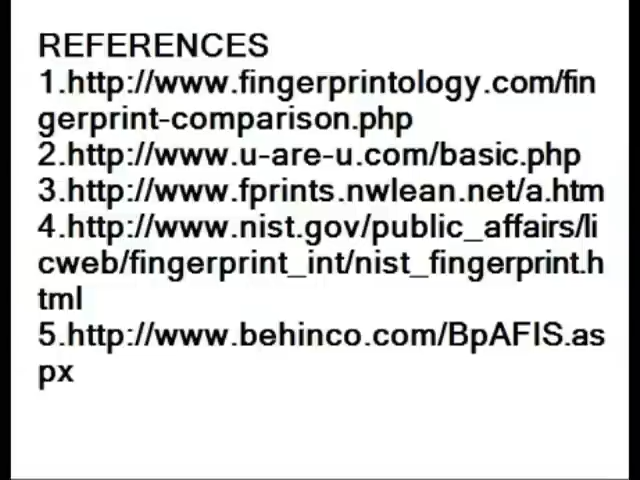 REFERENCES
1.http://www.fingerprintology.com/fin
gerprint-comparison.php
2.http://www.u-are-u.com/basic.php
3.http://www.fprints.nwlean.net/a.htm
4.http://www.nist.gov/public_affairs/li
cweb/fingerprint_int/nist_fingerprint.h
tml
5.http://www.behinco.com/BpAFIS.as
px